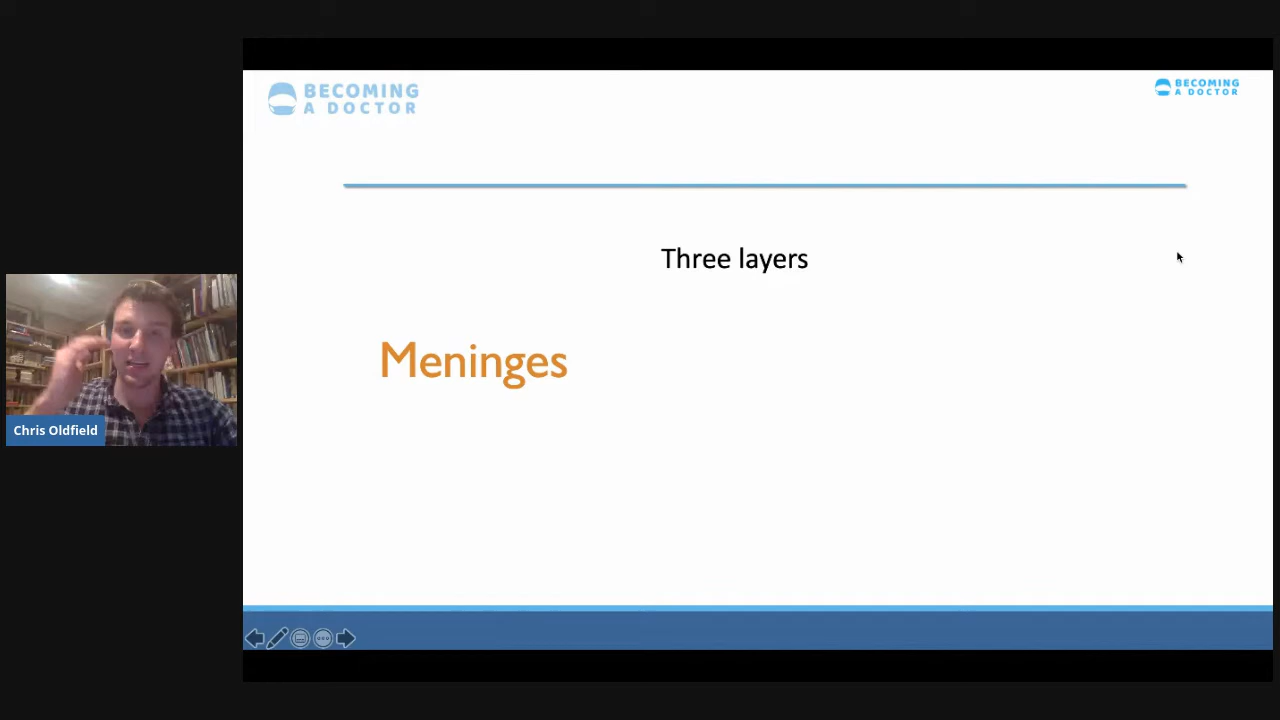 BECOMING
A DOCTOR
BECOMING
A DOCTOR
Three layers
Meninges
Chris Oldfield